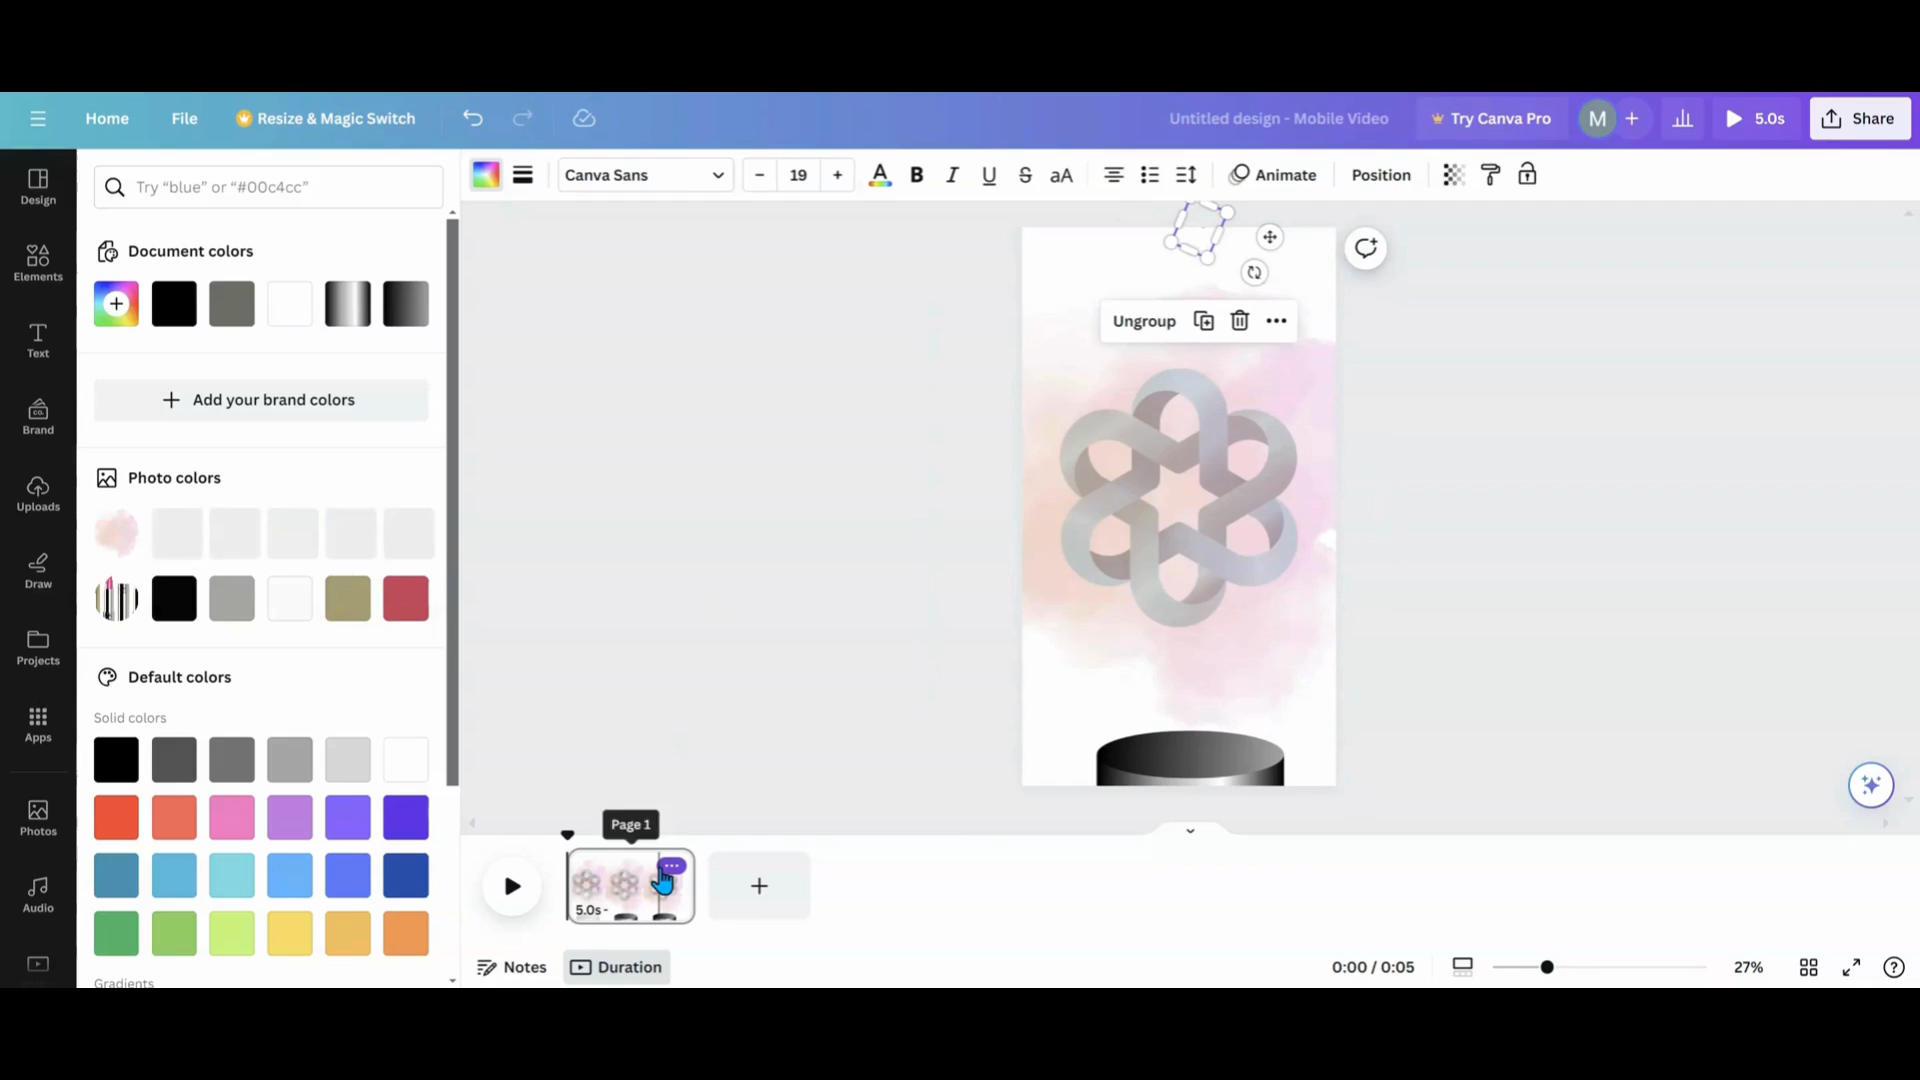 Home File Resize & Magic Switch Untitled design - Mobile Video Try Canva Pro M + 5.0s Share
Design
Elements
Text
CO.
Brand
Uploads
Draw
Projects
Apps
Photos
Audio
Try “blue” or “#00c4cc”
Document colors
Add your brand colors
Photo colors
Default colors
Solid colors
Gradients
Canva Sans − 19 + A B I U S aA Animate Position
Ungroup
Page 1
5.0s
Notes Duration 0:00 / 0:05 27%